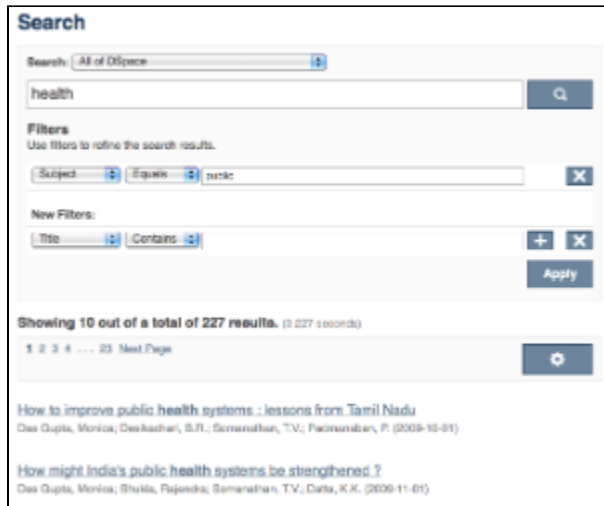 Search
Search: All of DSpace
health
Filters
Use filters to refine the search results.
Subject Equals public
New Filters:
Title Contains
Apply
Showing 10 out of a total of 227 results. (0.227 seconds)
1 2 3 4 ... 23 Next Page
How to improve public health systems : lessons from Tamil Nadu
Das Gupta, Monica; Desikachari, B.R.; Somanathan, T.V.; Padmanaban, P. (2009-10-01)
How might India's public health systems be strengthened ?
Das Gupta, Monica; Shukla, Rajendra; Somanathan, T.V.; Datta, K.K. (2009-11-01)